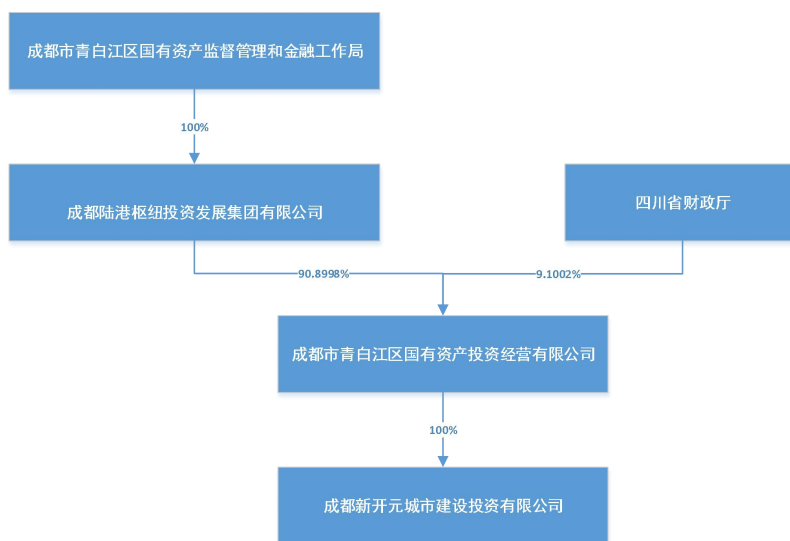 成都市青白江区国有资产监督管理和金融工作局
100%
成都陆港枢纽投资发展集团有限公司
四川省财政厅
90.8998%
9.1002%
成都市青白江区国有资产投资经营有限公司
100%
成都新开元城市建设投资有限公司